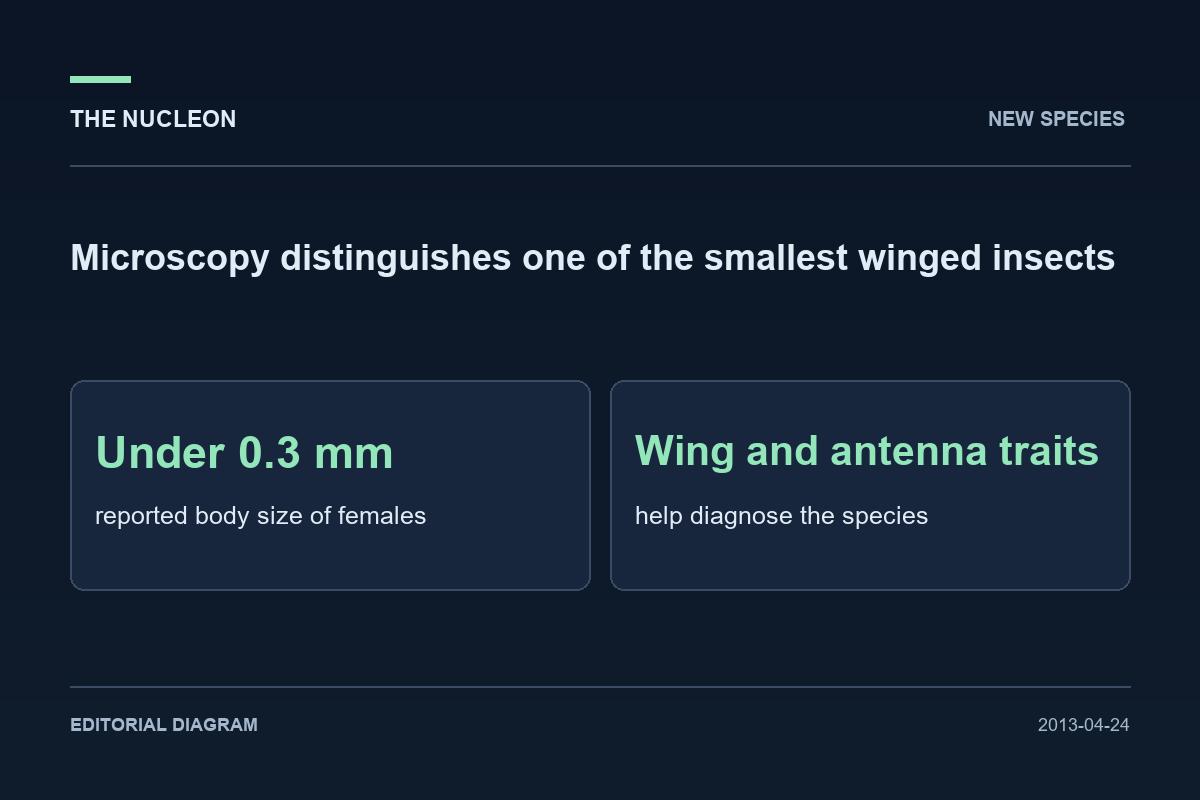 THE NUCLEON
NEW SPECIES
Microscopy distinguishes one of the smallest winged insects
Under 0.3 mm
reported body size of females
Wing and antenna traits
help diagnose the species
EDITORIAL DIAGRAM
2013-04-24